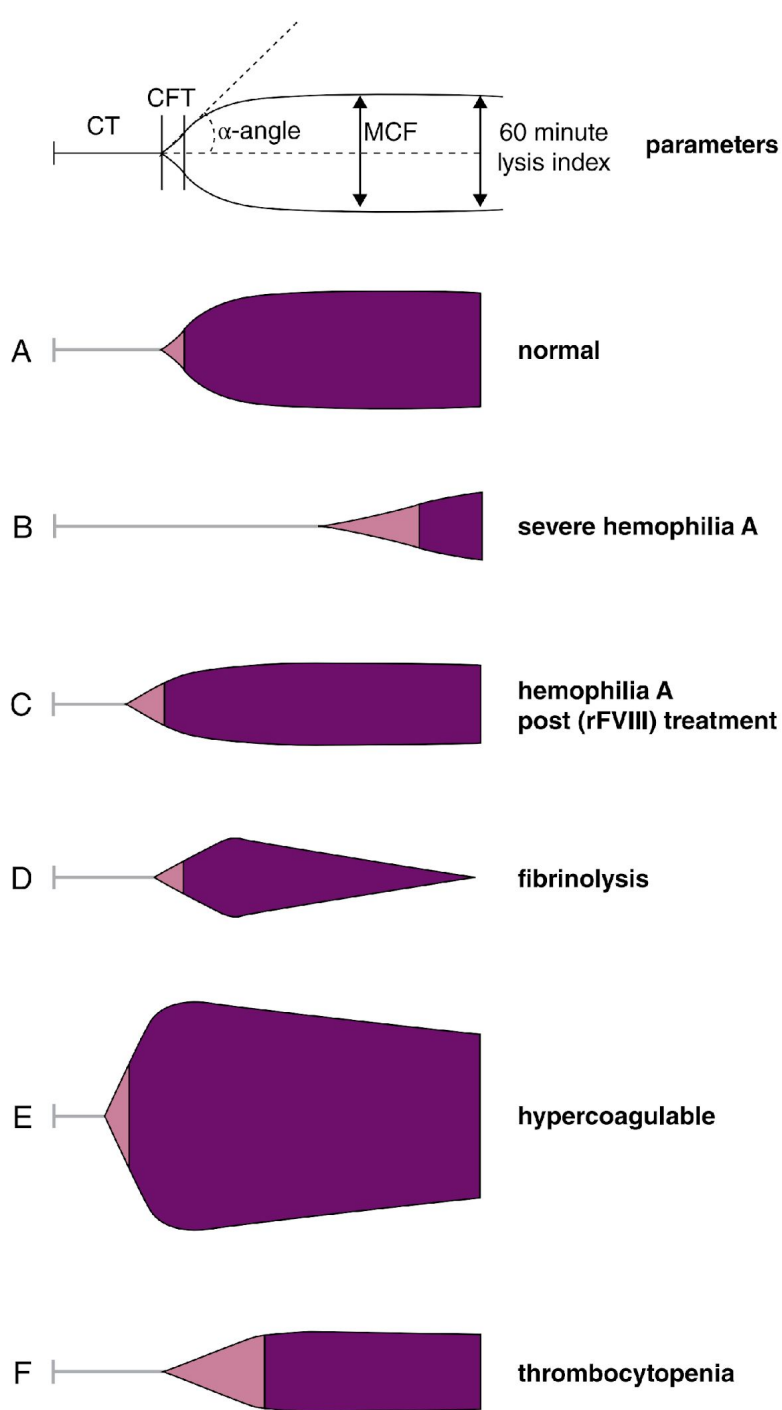 CT
CFT
α-angle
MCF
60 minute
lysis index
parameters
A
normal
B
severe hemophilia A
C
hemophilia A
post (rFVIII) treatment
D
fibrinolysis
E
hypercoagulable
F
thrombocytopenia